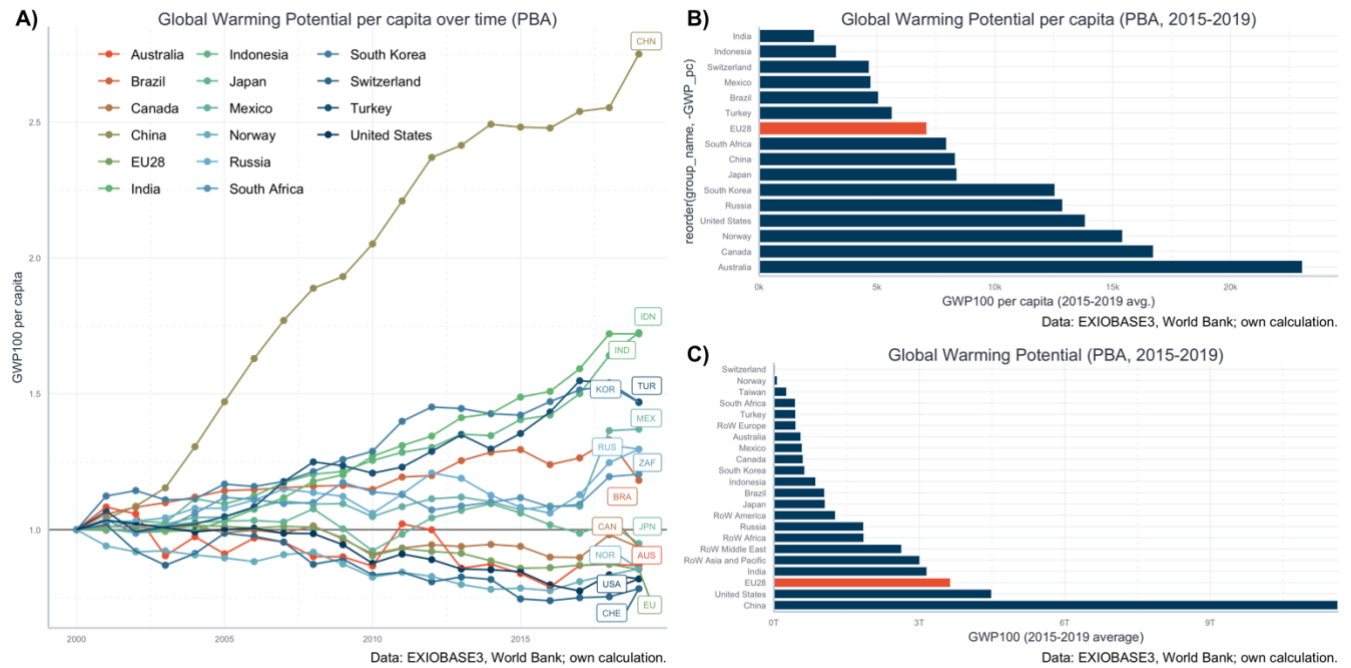 A)
Global Warming Potential per capita over time (PBA)
CHN
Australia
Brazil
Canada
China
EU28
India
Indonesia
Japan
Mexico
Norway
Russia
South Africa
South Korea
Switzerland
Turkey
United States
2.5
2.0
1.5
1.0
GWP100 per capita
IDN
IND
TUR
KOR
MEX
RUS
ZAF
BRA
CAN
JPN
NOR
AUS
USA
EU
CHE
2000
2005
2010
2015
Data: EXIOBASE3, World Bank; own calculation.
B)
Global Warming Potential per capita (PBA, 2015-2019)
reorder(group_name, -GWP_pc)
India
Indonesia
Switzerland
Mexico
Brazil
Turkey
EU28
South Africa
China
Japan
South Korea
Russia
United States
Norway
Canada
Australia
0k
5k
10k
15k
20k
GWP100 per capita (2015-2019 avg.)
Data: EXIOBASE3, World Bank; own calculation.
C)
Global Warming Potential (PBA, 2015-2019)
Switzerland
Norway
Taiwan
South Africa
Turkey
RoW Europe
Australia
Mexico
Canada
South Korea
Indonesia
Brazil
Japan
RoW America
Russia
RoW Africa
RoW Middle East
RoW Asia and Pacific
India
EU28
United States
China
0T
3T
6T
9T
GWP100 (2015-2019 average)
Data: EXIOBASE3, World Bank; own calculation.